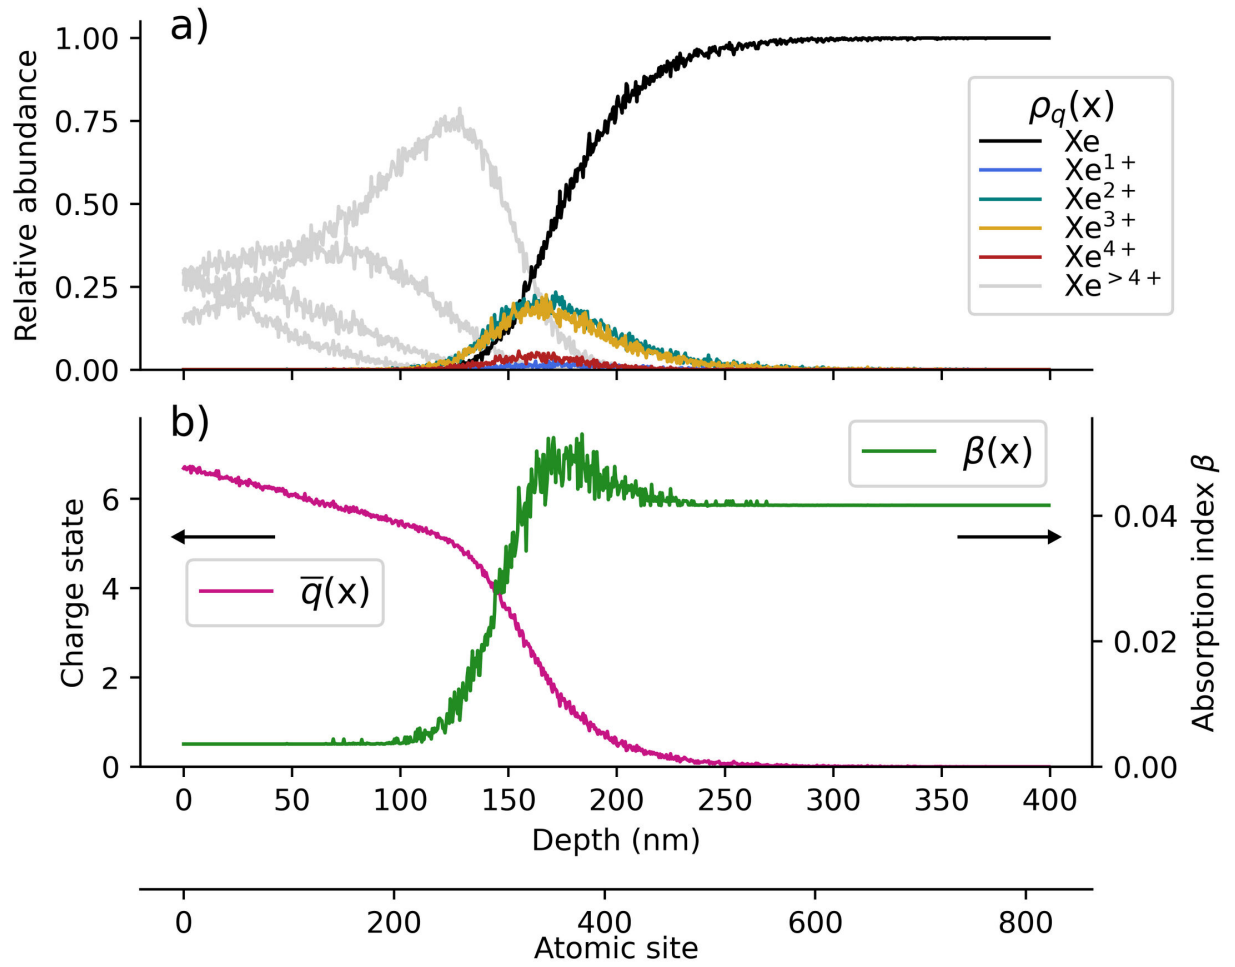 a)
1.00
0.75
0.50
0.25
0.00
Relative abundance
ρq(x)
Xe
Xe1+
Xe2+
Xe3+
Xe4+
Xe>4+
b)
β(x)
q̅(x)
6
4
2
0
Charge state
0.04
0.02
0.00
Absorption index β
0 50 100 150 200 250 300 350 400
Depth (nm)
0 200 400 600 800
Atomic site